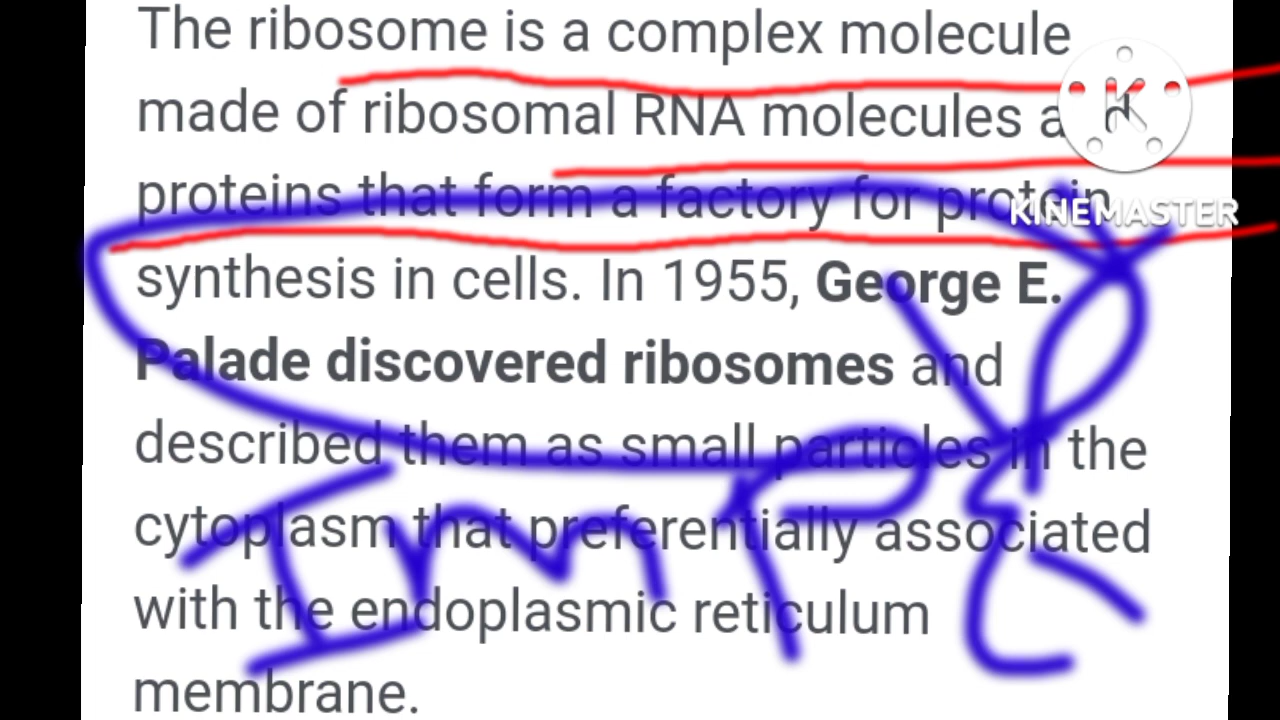 The ribosome is a complex molecule
made of ribosomal RNA molecules and
proteins that form a factory for protein
synthesis in cells. In 1955, George E.
Palade discovered ribosomes and
described them as small particles in the
cytoplasm that preferentially associated
with the endoplasmic reticulum
membrane.
KINEMASTER
Imp